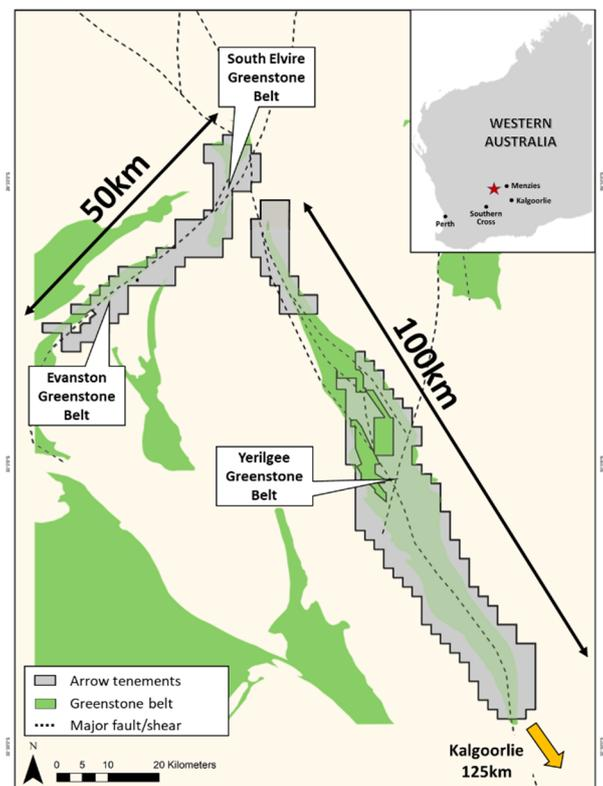 South Elvire
Greenstone
Belt
WESTERN
AUSTRALIA
Menzies
Kalgoorlie
Southern
Cross
Perth
50km
100km
Evanston
Greenstone
Belt
Yerilgee
Greenstone
Belt
Arrow tenements
Greenstone belt
Major fault/shear
N
0 5 10 20 Kilometers
Kalgoorlie
125km